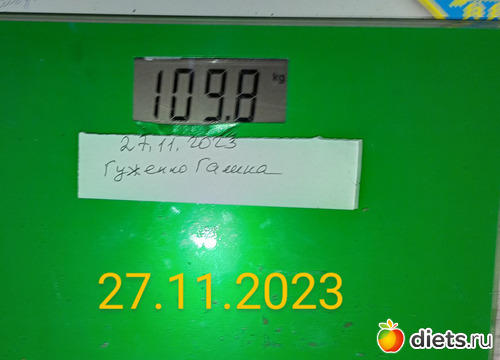 109.8 kg
27.11.2023
Гуженко Галина
27.11.2023
diets.ru